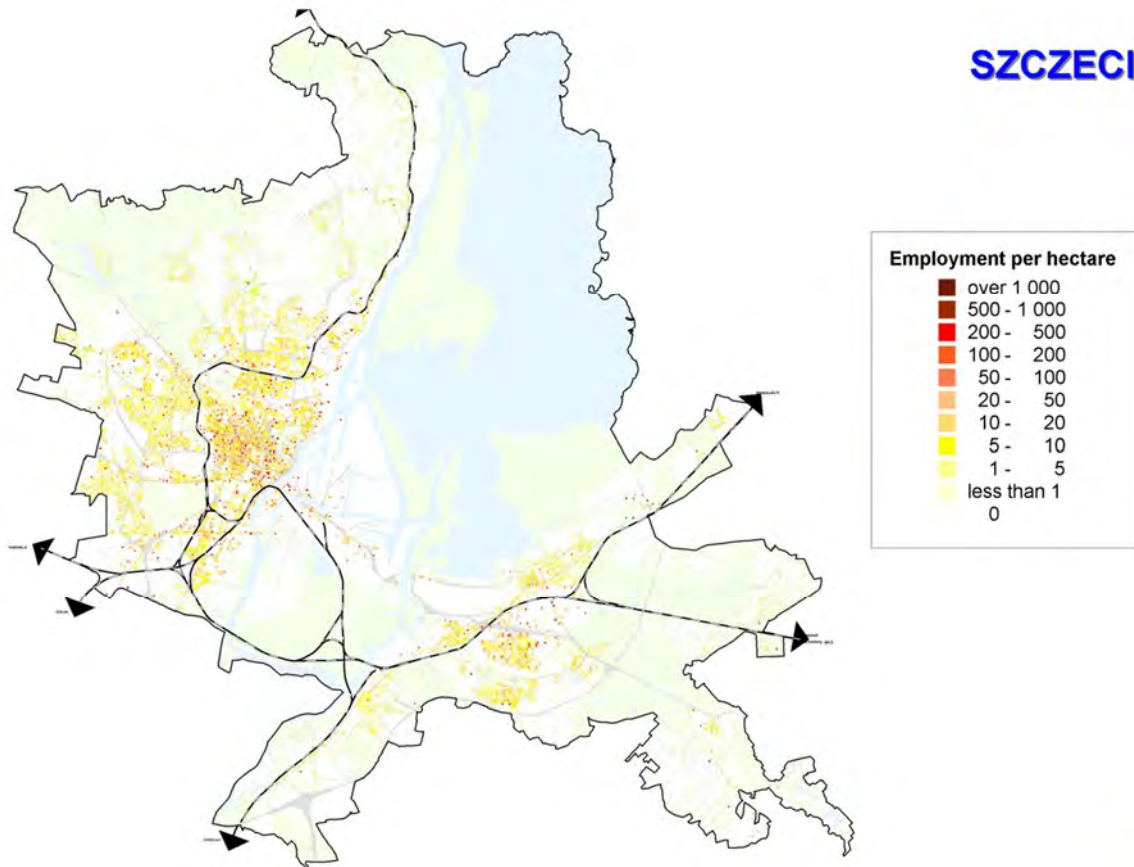 SZCZECI
Employment per hectare
over 1 000
500 - 1 000
200 - 500
100 - 200
50 - 100
20 - 50
10 - 20
5 - 10
1 - 5
less than 1
0